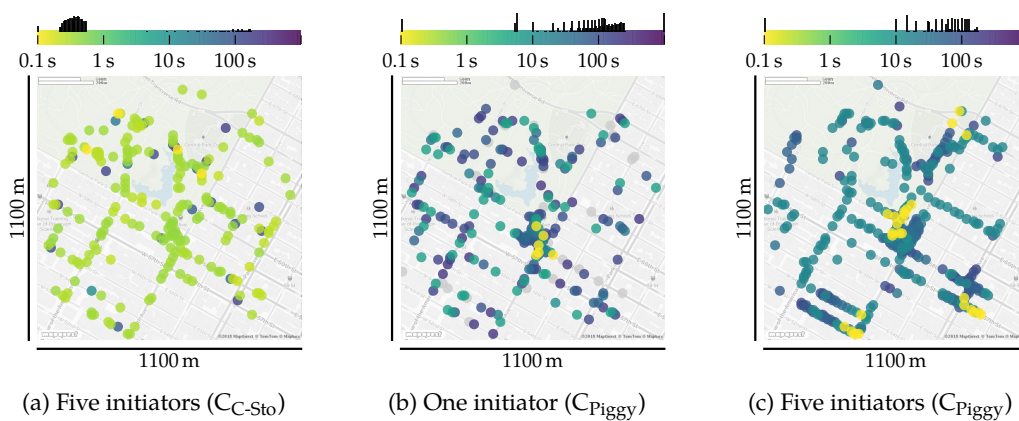 0.1 s 1 s 10 s 100 s
0.1 s 1 s 10 s 100 s
0.1 s 1 s 10 s 100 s
1100 m
1100 m
1100 m
1100 m
1100 m
1100 m
(a) Five initiators (C_C-Sto)
(b) One initiator (C_Piggy)
(c) Five initiators (C_Piggy)